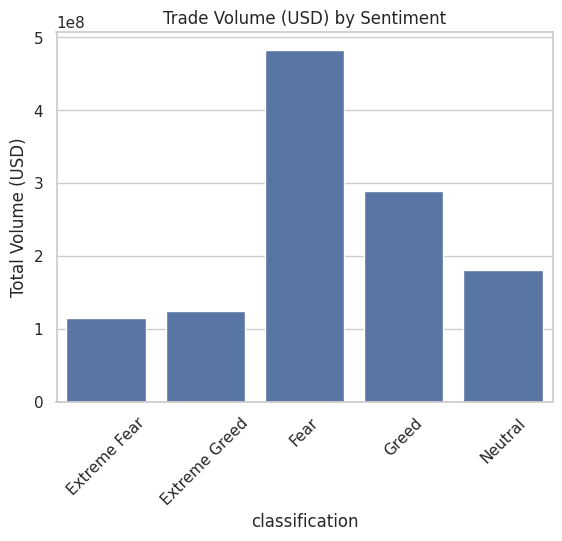 Trade Volume (USD) by Sentiment
1e8
Total Volume (USD)
5
4
3
2
1
0
Extreme Fear
Extreme Greed
Fear
Greed
Neutral
classification